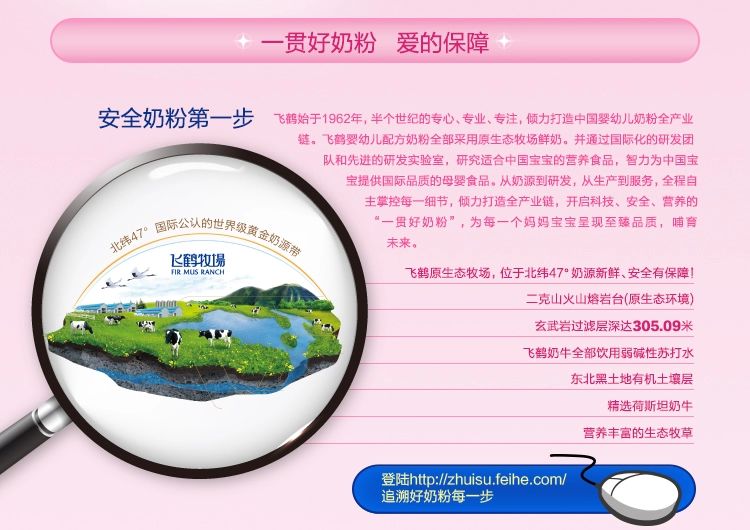 一贯好奶粉 爱的保障
安全奶粉第一步
飞鹤始于1962年，半个世纪的专心、专业、专注，倾力打造中国婴幼儿奶粉全产业
链。飞鹤婴幼儿配方奶粉全部采用原生态牧场鲜奶。并通过国际化的研发团
队和先进的研发实验室，研究适合中国宝宝的营养食品，智力为中国宝
宝提供国际品质的母婴食品。从奶源到研发，从生产到服务，全程自
主掌控每一细节，倾力打造全产业链，开启科技、安全、营养的
“一贯好奶粉”，为每一个妈妈宝宝呈现至臻品质，哺育
未来。
北纬47°国际公认的世界级黄金奶源带
飞鹤牧場
FIR MUS RANCH
飞鹤原生态牧场，位于北纬47°奶源新鲜、安全有保障！
二克山火山熔岩台(原生态环境)
玄武岩过滤层深达305.09米
飞鹤奶牛全部饮用弱碱性苏打水
东北黑土地有机土壤层
精选荷斯坦奶牛
营养丰富的生态牧草
登陆http://zhuisu.feihe.com/
追溯好奶粉每一步